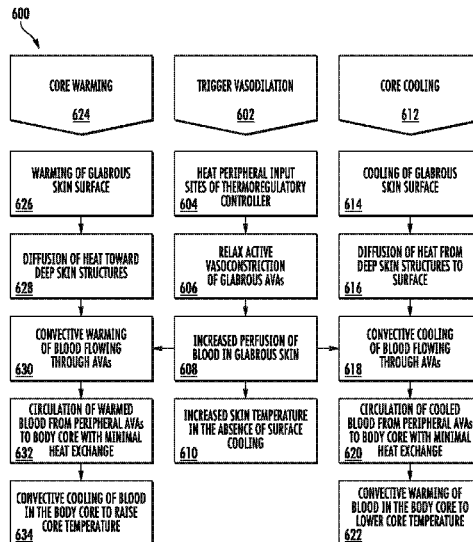 600
CORE WARMING
624
TRIGGER VASODILATION
602
CORE COOLING
612
WARMING OF GLABROUS
SKIN SURFACE
626
DIFFUSION OF HEAT TOWARD
DEEP SKIN STRUCTURES
628
CONVECTIVE WARMING
OF BLOOD FLOWING
THROUGH AVAs
630
CIRCULATION OF WARMED
BLOOD FROM PERIPHERAL AVAs
TO BODY CORE WITH MINIMAL
HEAT EXCHANGE
632
CONVECTIVE COOLING OF BLOOD
IN THE BODY CORE TO RAISE
CORE TEMPERATURE
634
HEAT PERIPHERAL INPUT
SITES OF THERMOREGULATORY
CONTROLLER
604
RELAX ACTIVE
VASOCONSTRICTION
OF GLABROUS AVAs
606
INCREASED PERFUSION OF
BLOOD IN GLABROUS SKIN
608
INCREASED SKIN TEMPERATURE
IN THE ABSENCE OF SURFACE
COOLING
610
COOLING OF GLABROUS
SKIN SURFACE
614
DIFFUSION OF HEAT FROM
DEEP SKIN STRUCTURES TO
SURFACE
616
CONVECTIVE COOLING OF
BLOOD FLOWING
THROUGH AVAs
618
CIRCULATION OF COOLED
BLOOD FROM PERIPHERAL AVAs
TO BODY CORE WITH MINIMAL
HEAT EXCHANGE
620
CONVECTIVE WARMING OF
BLOOD IN THE BODY CORE TO
LOWER CORE TEMPERATURE
622